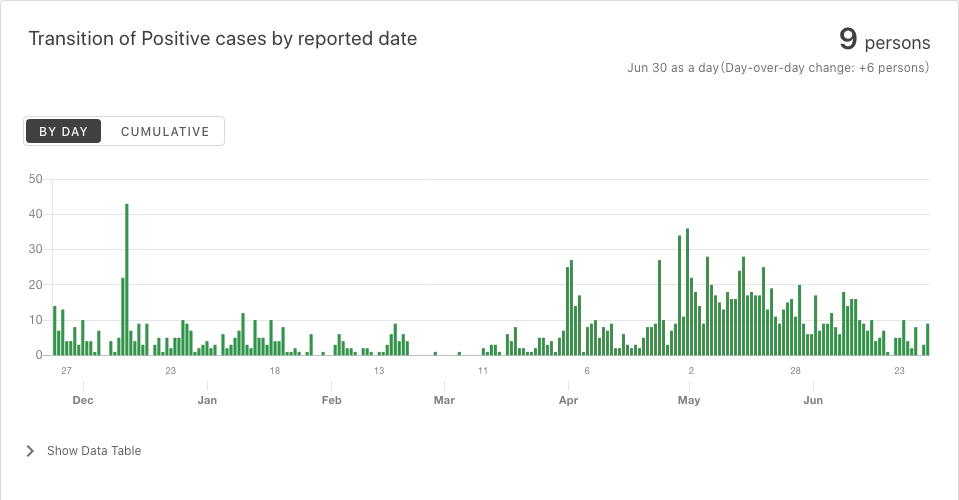 Transition of Positive cases by reported date
9 persons
Jun 30 as a day(Day-over-day change: +6 persons)
BY DAY CUMULATIVE
50
40
30
20
10
0
27 23 18 13 11 6 2 28 23
Dec Jan Feb Mar Apr May Jun
Show Data Table